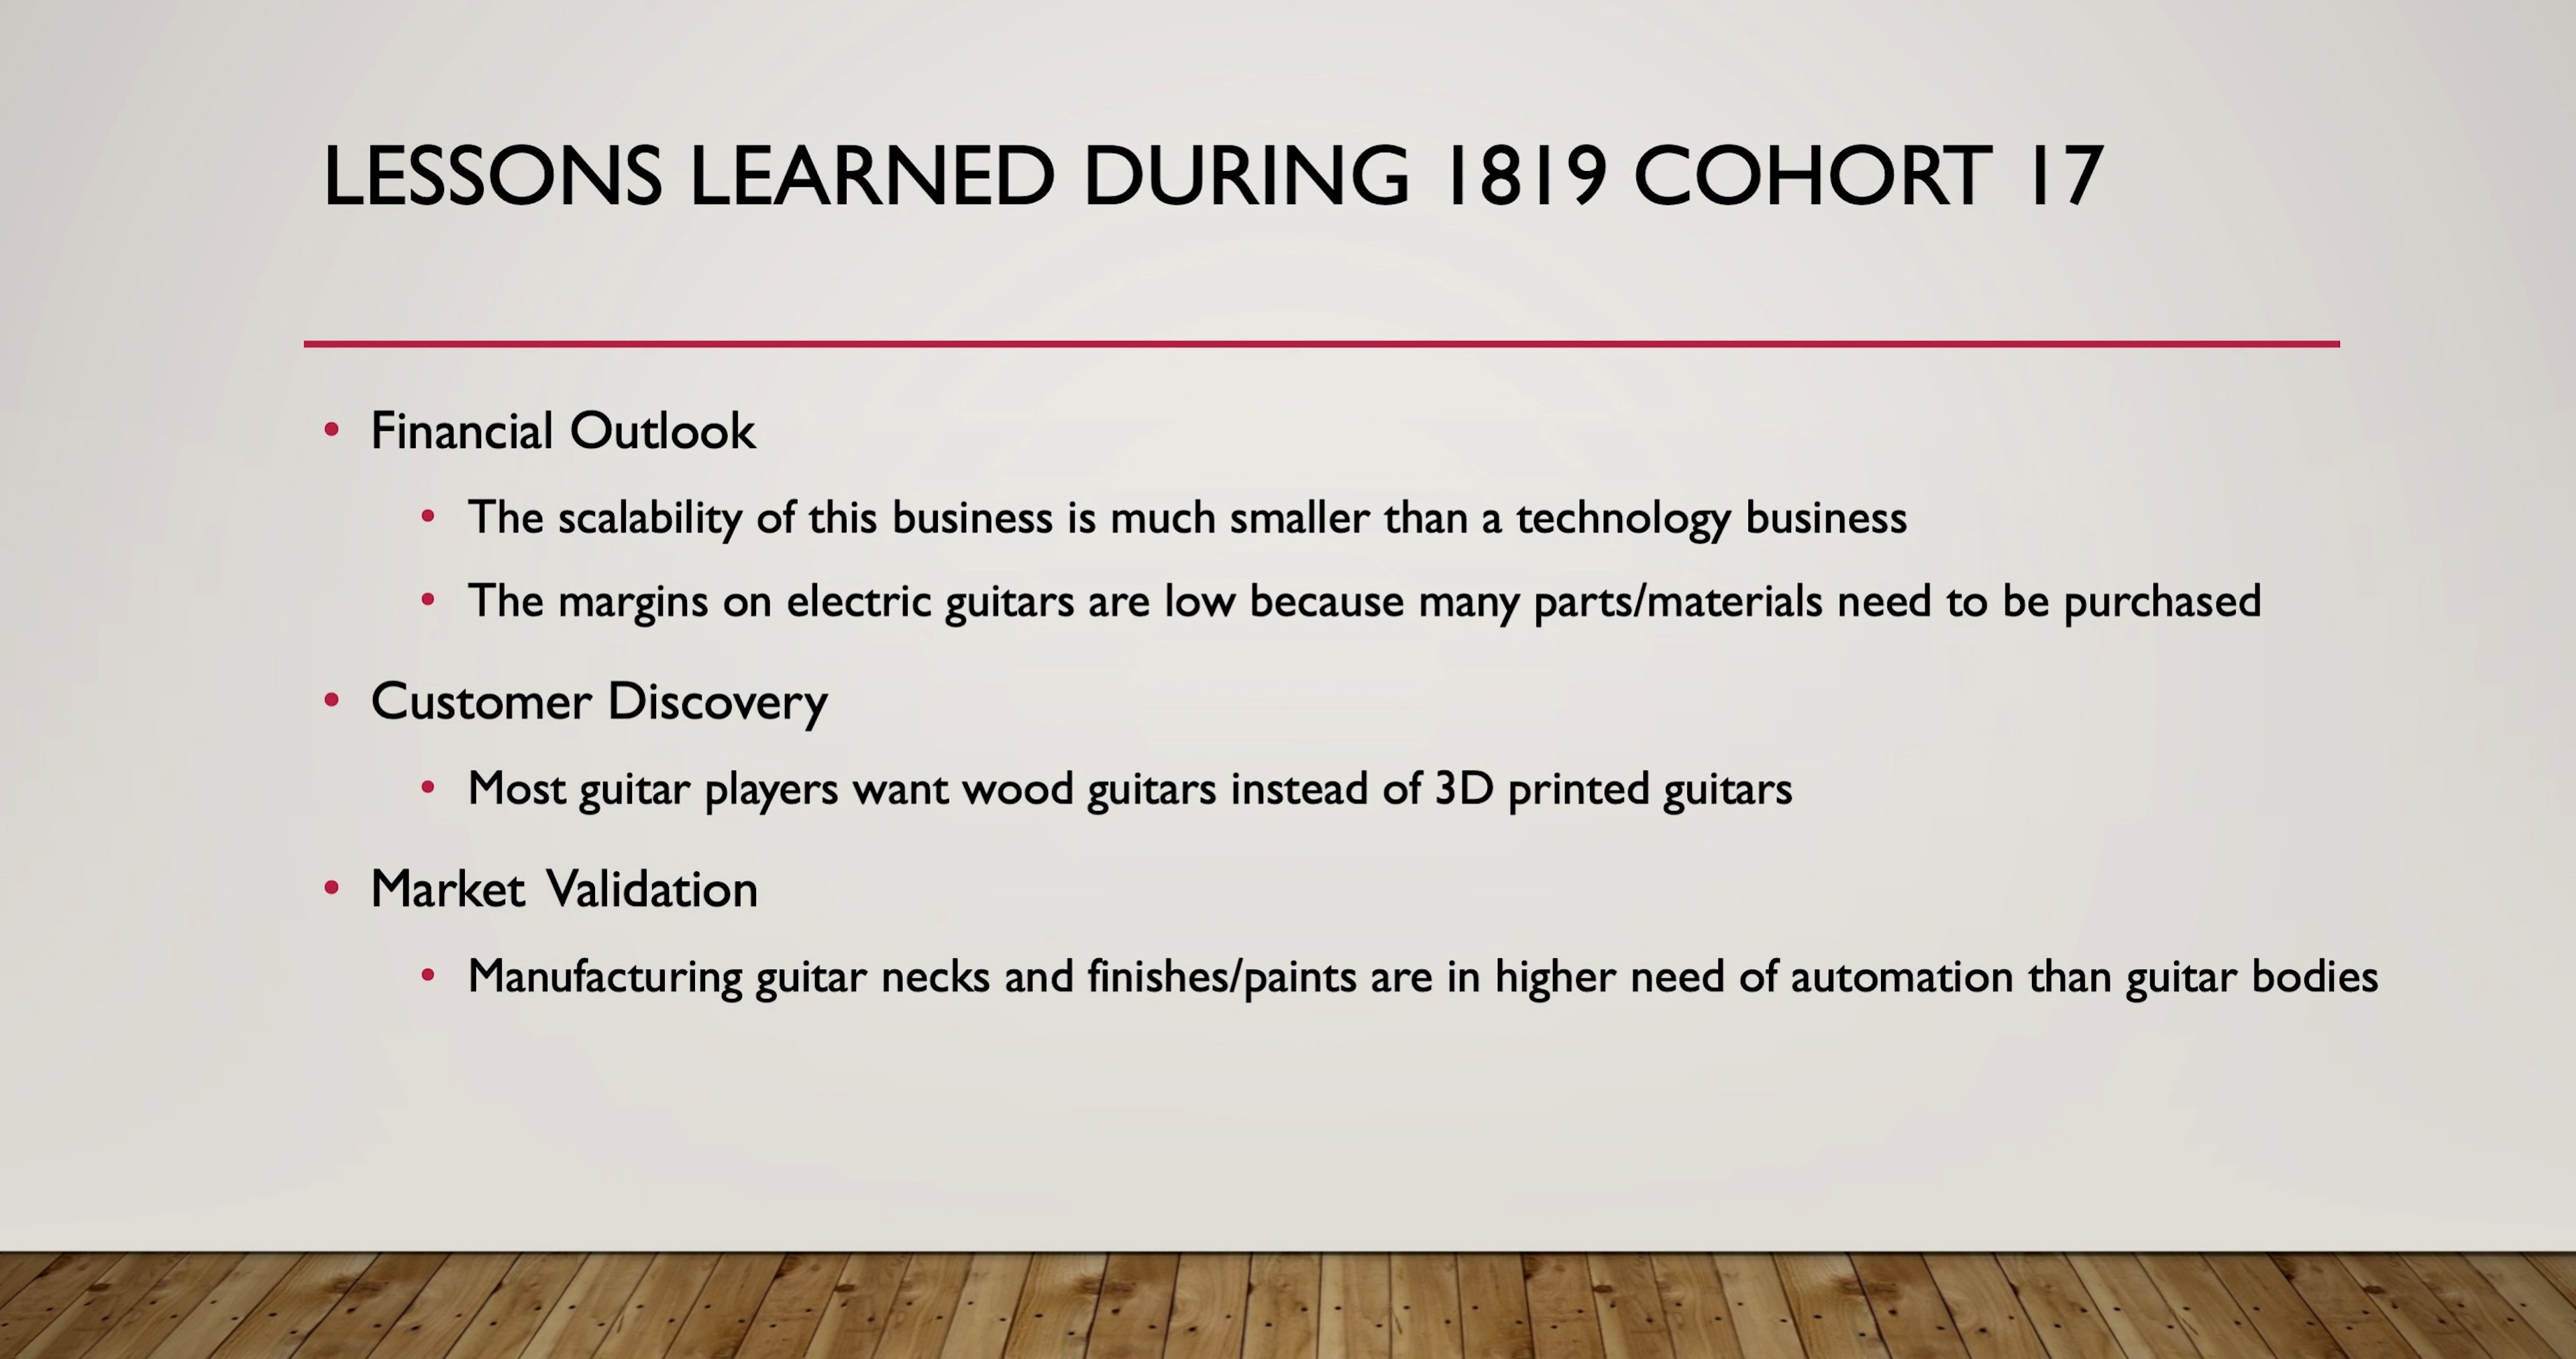 LESSONS LEARNED DURING 1819 COHORT 17
• Financial Outlook
• The scalability of this business is much smaller than a technology business
• The margins on electric guitars are low because many parts/materials need to be purchased
• Customer Discovery
• Most guitar players want wood guitars instead of 3D printed guitars
• Market Validation
• Manufacturing guitar necks and finishes/paints are in higher need of automation than guitar bodies